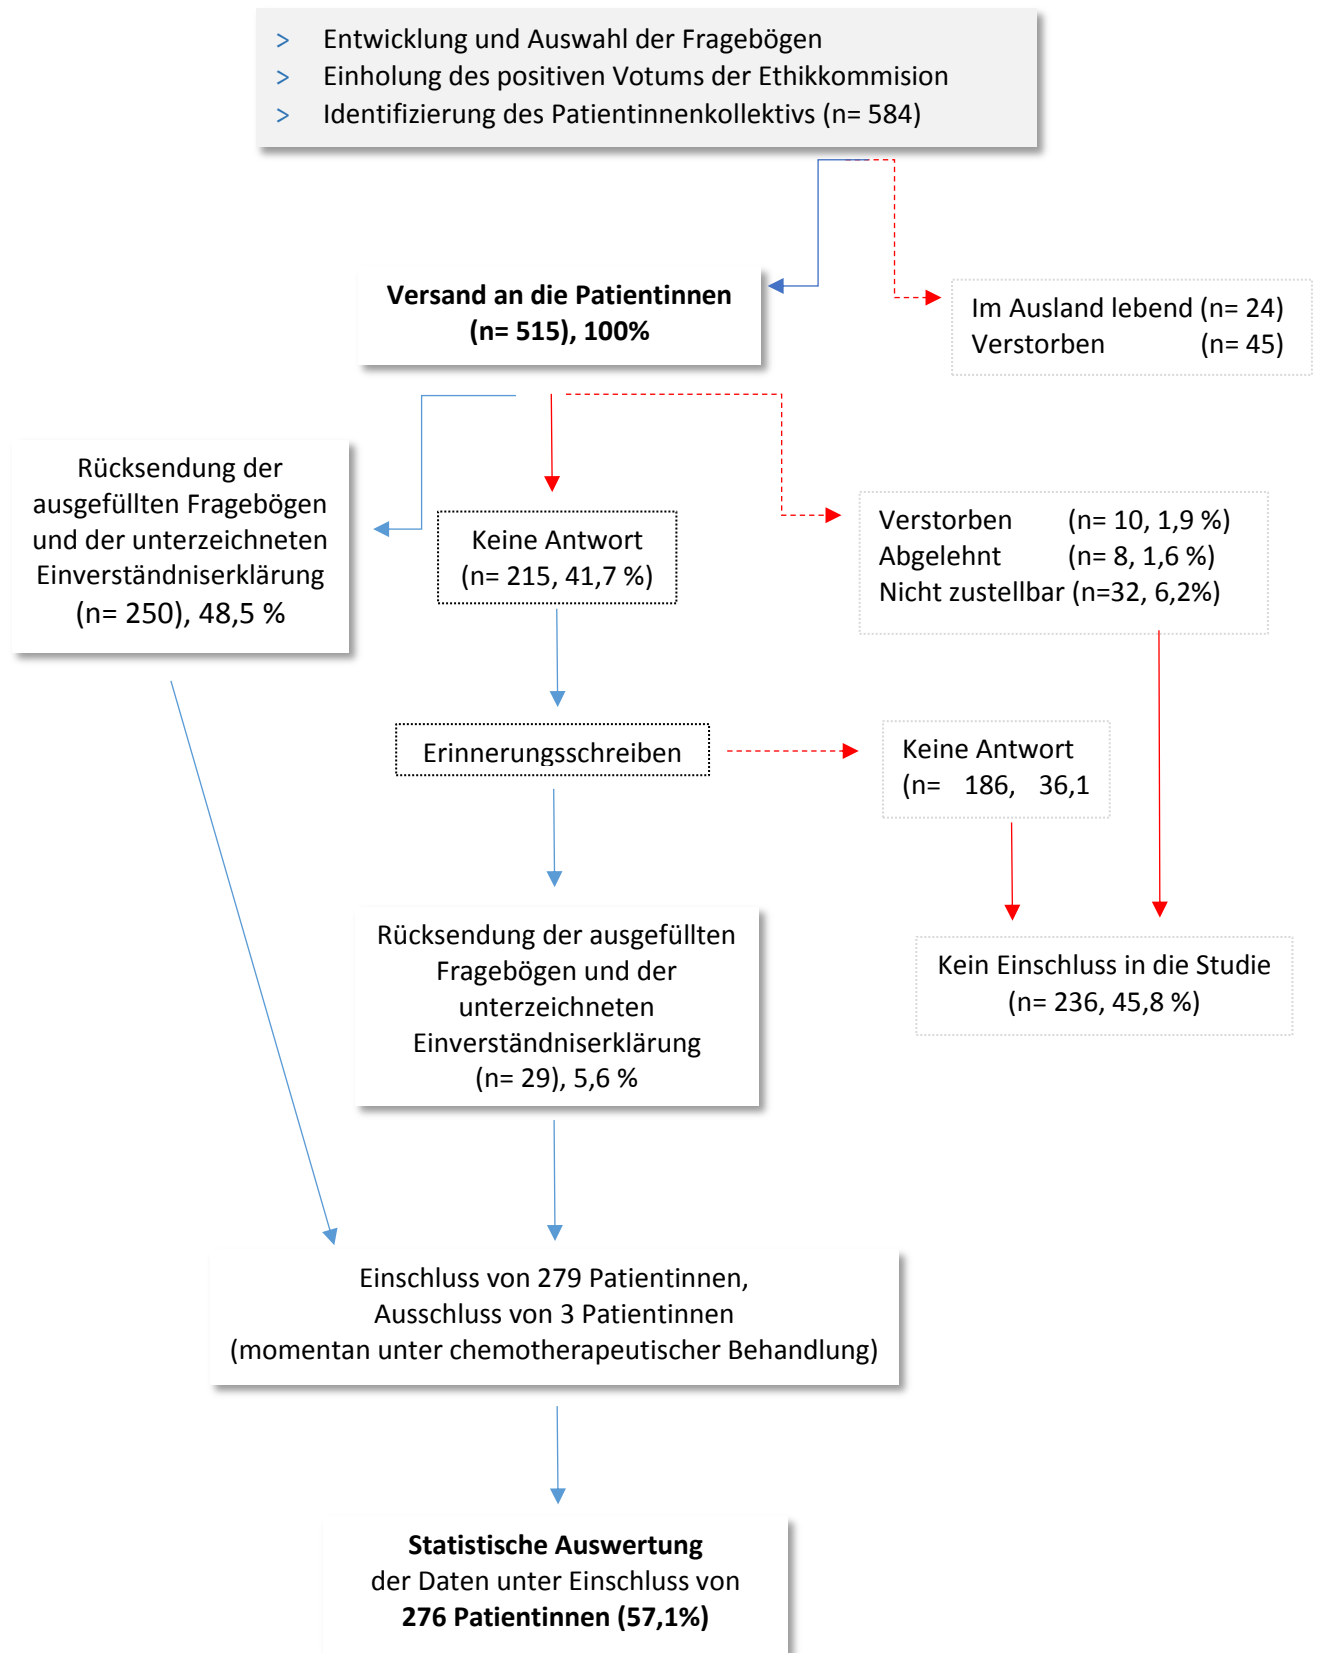 > Entwicklung und Auswahl der Fragebögen
> Einholung des positiven Votums der Ethikkommision
> Identifizierung des Patientinnenkollektivs (n= 584)
Versand an die Patientinnen
(n= 515), 100%
Im Ausland lebend (n= 24)
Verstorben (n= 45)
Rücksendung der
ausgefüllten Fragebögen
und der unterzeichneten
Einverständniserklärung
(n= 250), 48,5 %
Keine Antwort
(n= 215, 41,7 %)
Verstorben (n= 10, 1,9 %)
Abgelehnt (n= 8, 1,6 %)
Nicht zustellbar (n=32, 6,2%)
Erinnerungsschreiben
Keine Antwort
(n= 186, 36,1
Rücksendung der ausgefüllten
Fragebögen und der
unterzeichneten
Einverständniserklärung
(n= 29), 5,6 %
Kein Einschluss in die Studie
(n= 236, 45,8 %)
Einschluss von 279 Patientinnen,
Ausschluss von 3 Patientinnen
(momentan unter chemotherapeutischer Behandlung)
Statistische Auswertung
der Daten unter Einschluss von
276 Patientinnen (57,1%)